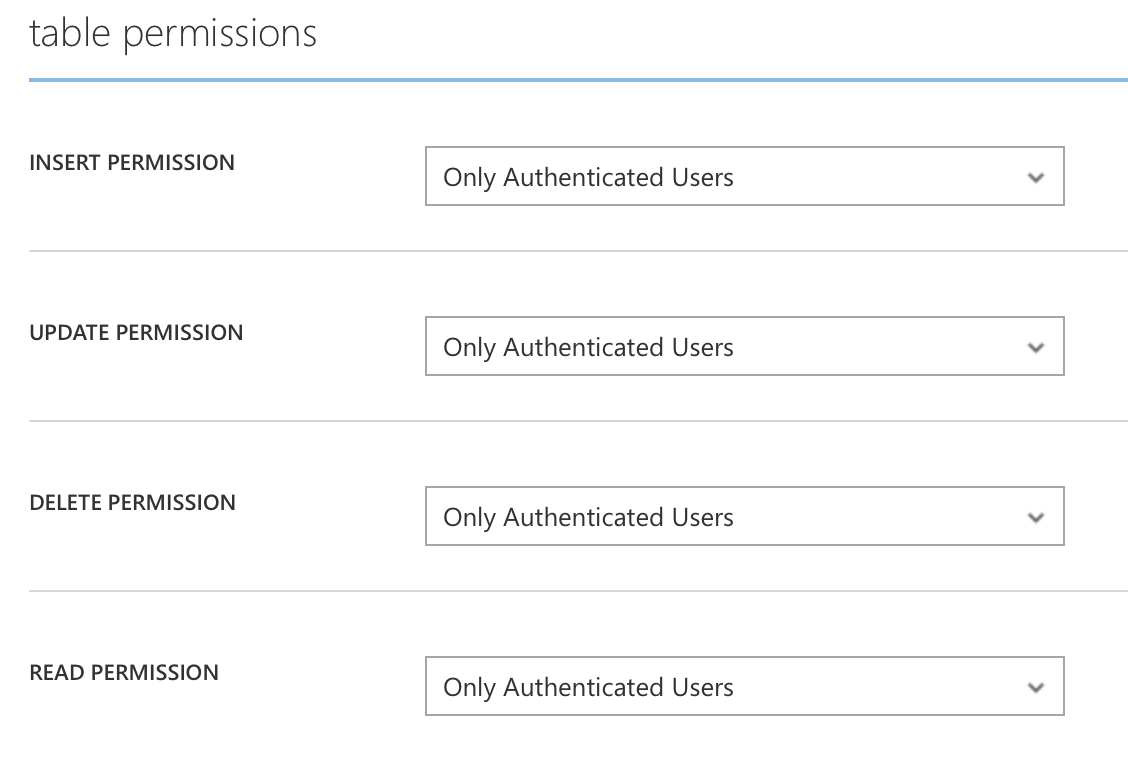 table permissions
INSERT PERMISSION
Only Authenticated Users
UPDATE PERMISSION
Only Authenticated Users
DELETE PERMISSION
Only Authenticated Users
READ PERMISSION
Only Authenticated Users